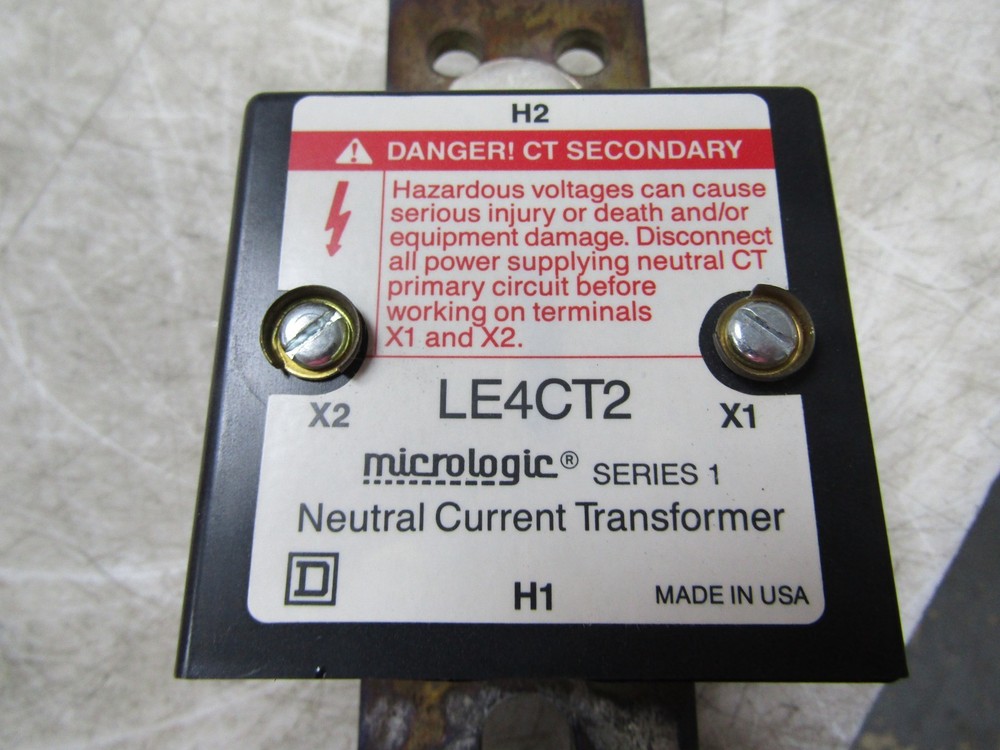 H2
DANGER! CT SECONDARY
Hazardous voltages can cause
serious injury or death and/or
equipment damage. Disconnect
all power supplying neutral CT
primary circuit before
working on terminals
X1 and X2.
LE4CT2
X2 X1
micrologic® SERIES 1
Neutral Current Transformer
D
H1 MADE IN USA